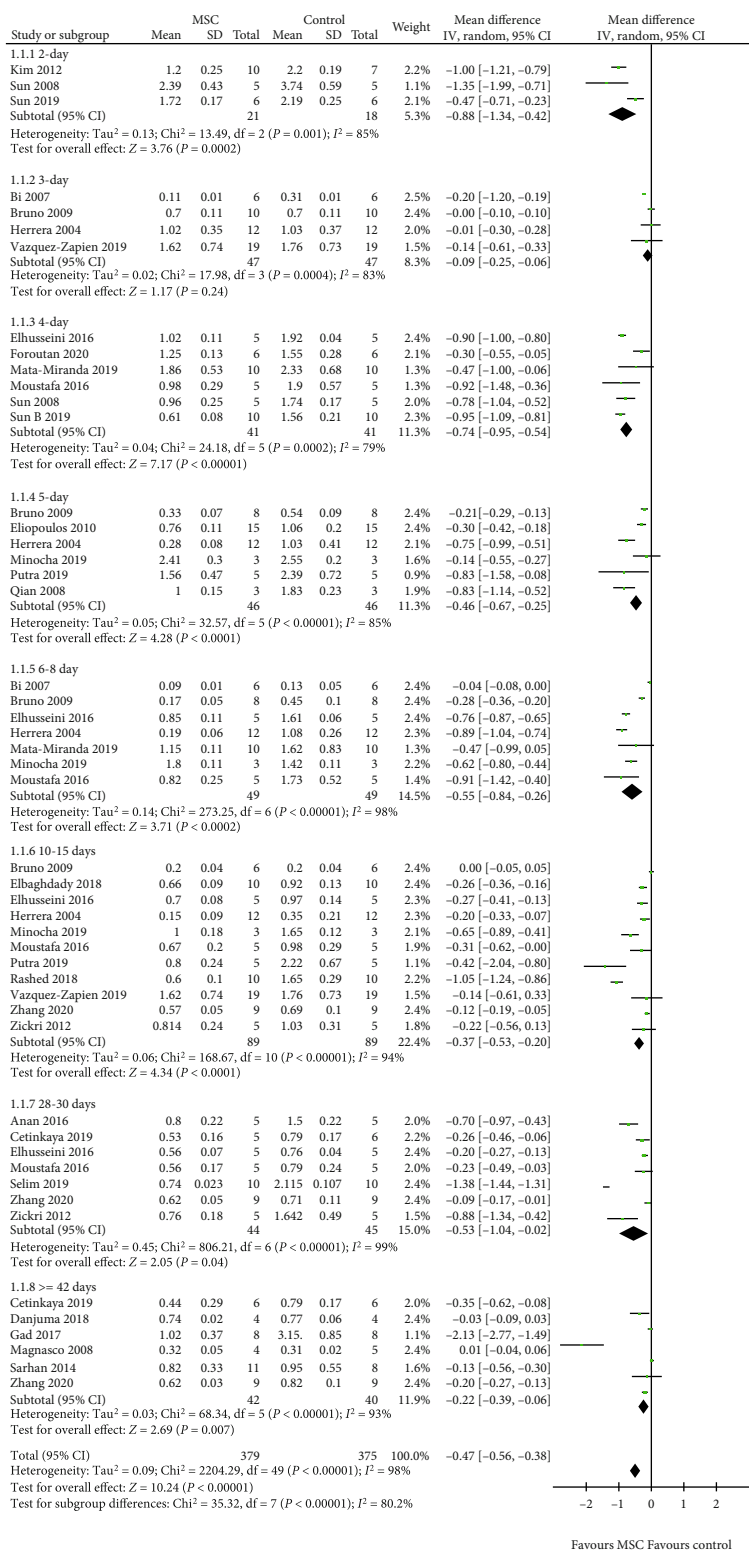 MSC Control Mean difference Mean difference
Study or subgroup Mean SD Total Mean SD Total Weight IV, random, 95% CI IV, random, 95% CI
1.1.1 2-day
Kim 2012 1.2 0.25 10 2.2 0.19 7 2.2% −1.00 [−1.21, −0.79]
Sun 2008 2.39 0.43 5 3.74 0.59 5 1.1% −1.35 [−1.99, −0.71]
Sun 2019 1.72 0.17 6 2.19 0.25 6 2.1% −0.47 [−0.71, −0.23]
Subtotal (95% CI) 21 18 5.3% −0.88 [−1.34, −0.42]
Heterogeneity: Tau² = 0.13; Chi² = 13.49, df = 2 (P = 0.001); I² = 85%
Test for overall effect: Z = 3.76 (P = 0.0002)
1.1.2 3-day
Bi 2007 0.11 0.01 6 0.31 0.01 6 2.5% −0.20 [−1.20, −0.19]
Bruno 2009 0.7 0.11 10 0.7 0.11 10 2.4% −0.00 [−0.10, −0.10]
Herrera 2004 1.02 0.35 12 1.03 0.37 12 2.0% −0.01 [−0.30, −0.28]
Vazquez-Zapien 2019 1.62 0.74 19 1.76 0.73 19 1.5% −0.14 [−0.61, −0.33]
Subtotal (95% CI) 47 47 8.3% −0.09 [−0.25, −0.06]
Heterogeneity: Tau² = 0.02; Chi² = 17.98, df = 3 (P = 0.0004); I² = 83%
Test for overall effect: Z = 1.17 (P = 0.24)
1.1.3 4-day
Elhusseini 2016 1.02 0.11 5 1.92 0.04 5 2.4% −0.90 [−1.00, −0.80]
Foroutan 2020 1.25 0.13 6 1.55 0.28 6 2.1% −0.30 [−0.55, −0.05]
Mata-Miranda 2019 1.86 0.53 10 2.33 0.68 10 1.3% −0.47 [−1.00, −0.06]
Moustafa 2016 0.98 0.29 5 1.9 0.57 5 1.3% −0.92 [−1.48, −0.36]
Sun 2008 0.96 0.25 5 1.74 0.17 5 2.0% −0.78 [−1.04, −0.52]
Sun B 2019 0.61 0.08 10 1.56 0.21 10 2.3% −0.95 [−1.09, −0.81]
Subtotal (95% CI) 41 41 11.3% −0.74 [−0.95, −0.54]
Heterogeneity: Tau² = 0.04; Chi² = 24.18, df = 5 (P = 0.0002); I² = 79%
Test for overall effect: Z = 7.17 (P < 0.00001)
1.1.4 5-day
Bruno 2009 0.33 0.07 8 0.54 0.09 8 2.4% −0.21[−0.29, −0.13]
Eliopoulos 2010 0.76 0.11 15 1.06 0.2 15 2.4% −0.30 [−0.42, −0.18]
Herrera 2004 0.28 0.08 12 1.03 0.41 12 2.4% −0.75 [−0.99, −0.51]
Minocha 2019 2.41 0.3 3 2.55 0.2 3 1.6% −0.14 [−0.55, −0.27]
Putra 2019 1.56 0.47 5 2.39 0.72 5 0.9% −0.83 [−1.58, −0.08]
Qian 2008 1 0.15 3 1.83 0.23 3 1.9% −0.83 [−1.14, −0.52]
Subtotal (95% CI) 46 46 11.3% −0.46 [−0.67, −0.25]
Heterogeneity: Tau² = 0.05; Chi² = 32.57, df = 5 (P < 0.00001); I² = 85%
Test for overall effect: Z = 4.28 (P < 0.0001)
1.1.5 6-8 day
Bi 2007 0.09 0.01 6 0.13 0.05 6 2.4% −0.04 [−0.08, 0.00]
Bruno 2009 0.17 0.05 8 0.45 0.1 8 2.4% −0.28 [−0.36, −0.20]
Elhusseini 2016 0.85 0.11 5 1.61 0.06 5 2.4% −0.76 [−0.87, −0.65]
Herrera 2004 0.19 0.06 12 1.08 0.26 12 2.4% −0.89 [−1.04, −0.74]
Mata-Miranda 2019 1.15 0.11 10 1.62 0.83 10 1.3% −0.47 [−0.99, 0.05]
Minocha 2019 1.8 0.11 3 1.42 0.11 3 2.2% −0.62 [−0.80, −0.44]
Moustafa 2016 0.82 0.25 5 1.73 0.52 5 1.4% −0.91 [−1.42, −0.40]
Subtotal (95% CI) 49 49 14.5% −0.55 [−0.84, −0.26]
Heterogeneity: Tau² = 0.14; Chi² = 273.25, df = 6 (P < 0.00001); I² = 98%
Test for overall effect: Z = 3.71 (P < 0.0002)
1.1.6 10-15 days
Bruno 2009 0.2 0.04 6 0.2 0.04 6 2.4% 0.00 [−0.05, 0.05]
Elbaghdady 2018 0.66 0.09 10 0.92 0.13 10 2.4% −0.26 [−0.36, −0.16]
Elhusseini 2016 0.7 0.08 5 0.97 0.14 5 2.3% −0.27 [−0.41, −0.13]
Herrera 2004 0.15 0.09 12 0.35 0.21 12 2.4% −0.20 [−0.33, −0.07]
Minocha 2019 1 0.18 3 1.65 0.12 3 2.1% −0.65 [−0.89, −0.41]
Moustafa 2016 0.67 0.2 5 0.98 0.29 5 1.9% −0.31 [−0.62, −0.00]
Putra 2019 0.8 0.24 5 2.22 0.67 5 1.1% −0.42 [−2.04, −0.80]
Rashed 2018 0.6 0.1 10 1.65 0.29 10 2.2% −1.05 [−1.24, −0.86]
Vazquez-Zapien 2019 1.62 0.74 19 1.76 0.73 19 1.5% −0.14 [−0.61, 0.33]
Zhang 2020 0.57 0.05 9 0.69 0.1 9 2.4% −0.12 [−0.19, −0.05]
Zickri 2012 0.814 0.24 5 1.03 0.31 5 1.8% −0.22 [−0.56, 0.13]
Subtotal (95% CI) 89 89 22.4% −0.37 [−0.53, −0.20]
Heterogeneity: Tau² = 0.06; Chi² = 168.67, df = 10 (P < 0.00001); I² = 94%
Test for overall effect: Z = 4.34 (P < 0.0001)
1.1.7 28-30 days
Anan 2016 0.8 0.22 5 1.5 0.22 5 2.0% −0.70 [−0.97, −0.43]
Cetinkaya 2019 0.53 0.16 5 0.79 0.17 6 2.2% −0.26 [−0.46, −0.06]
Elhusseini 2016 0.56 0.07 5 0.76 0.04 5 2.4% −0.20 [−0.27, −0.13]
Moustafa 2016 0.56 0.17 5 0.79 0.24 5 2.0% −0.23 [−0.49, −0.03]
Selim 2019 0.74 0.023 10 2.115 0.107 10 2.4% −1.38 [−1.44, −1.31]
Zhang 2020 0.62 0.05 9 0.71 0.11 9 2.4% −0.09 [−0.17, −0.01]
Zickri 2012 0.76 0.18 5 1.642 0.49 5 1.5% −0.88 [−1.34, −0.42]
Subtotal (95% CI) 44 45 15.0% −0.53 [−1.04, −0.02]
Heterogeneity: Tau² = 0.45; Chi² = 806.21, df = 6 (P < 0.00001); I² = 99%
Test for overall effect: Z = 2.05 (P = 0.04)
1.1.8 >= 42 days
Cetinkaya 2019 0.44 0.29 6 0.79 0.17 6 2.0% −0.35 [−0.62, −0.08]
Danjuma 2018 0.74 0.02 4 0.77 0.06 4 2.4% −0.03 [−0.09, 0.03]
Gad 2017 1.02 0.37 8 3.15. 0.85 8 1.1% −2.13 [−2.77, −1.49]
Magnasco 2008 0.32 0.05 4 0.31 0.02 5 2.4% 0.01 [−0.04, 0.06]
Sarhan 2014 0.82 0.33 11 0.95 0.55 8 1.6% −0.13 [−0.56, −0.30]
Zhang 2020 0.62 0.03 9 0.82 0.1 9 2.4% −0.20 [−0.27, −0.13]
Subtotal (95% CI) 42 40 11.9% −0.22 [−0.39, −0.06]
Heterogeneity: Tau² = 0.03; Chi² = 68.34, df = 5 (P < 0.00001); I² = 93%
Test for overall effect: Z = 2.69 (P = 0.007)
Total (95% CI) 379 375 100.0% −0.47 [−0.56, −0.38]
Heterogeneity: Tau² = 0.09; Chi² = 2204.29, df = 49 (P < 0.00001); I² = 98%
Test for overall effect: Z = 10.24 (P < 0.00001)
Test for subgroup differences: Chi² = 35.32, df = 7 (P < 0.00001); I² = 80.2%
−2 −1 0 1 2
Favours MSC Favours control